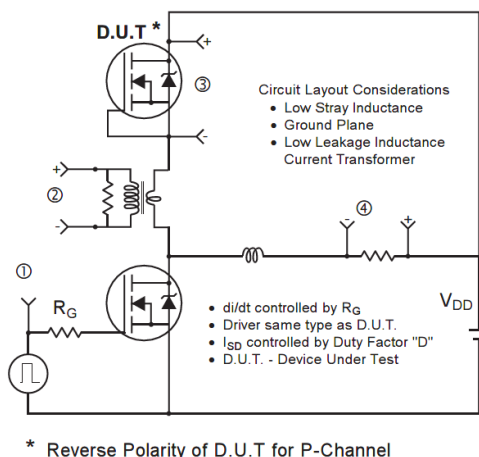 D.U.T *
+
③
-
Circuit Layout Considerations
• Low Stray Inductance
• Ground Plane
• Low Leakage Inductance
Current Transformer
+
②
-
-
④
+
①
RG
VDD
• di/dt controlled by RG
• Driver same type as D.U.T.
• ISD controlled by Duty Factor "D"
• D.U.T. - Device Under Test
* Reverse Polarity of D.U.T for P-Channel